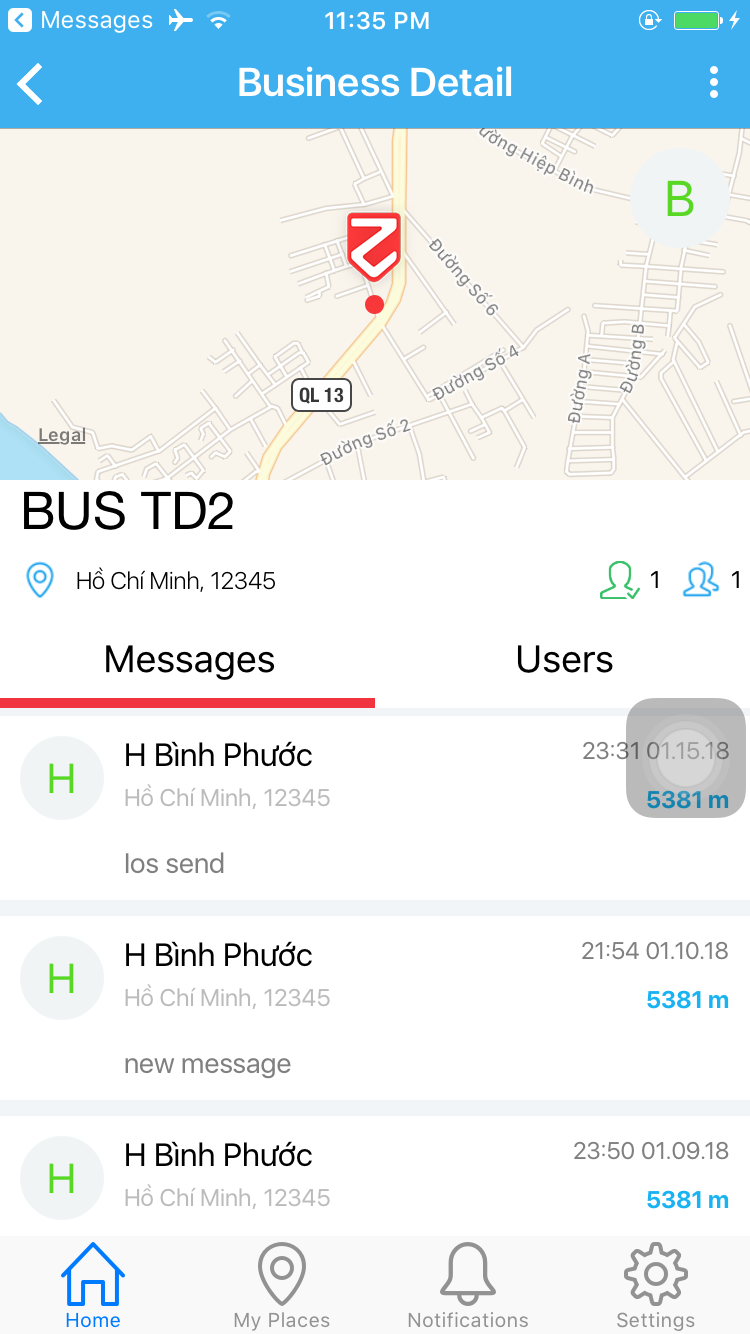 Messages 11:35 PM
Business Detail
ường Hiệp Bình
B
Đường Số 6
Đường Số 4
Đường B
Đường A
QL 13
Đường Số 2
Legal
BUS TD2
Hồ Chí Minh, 12345 1 1
Messages Users
H Bình Phước 23:31 01.15.18
H
Hồ Chí Minh, 12345 5381 m
los send
H Bình Phước 21:54 01.10.18
H
Hồ Chí Minh, 12345 5381 m
new message
H Bình Phước 23:50 01.09.18
H
Hồ Chí Minh, 12345 5381 m
Home My Places Notifications Settings